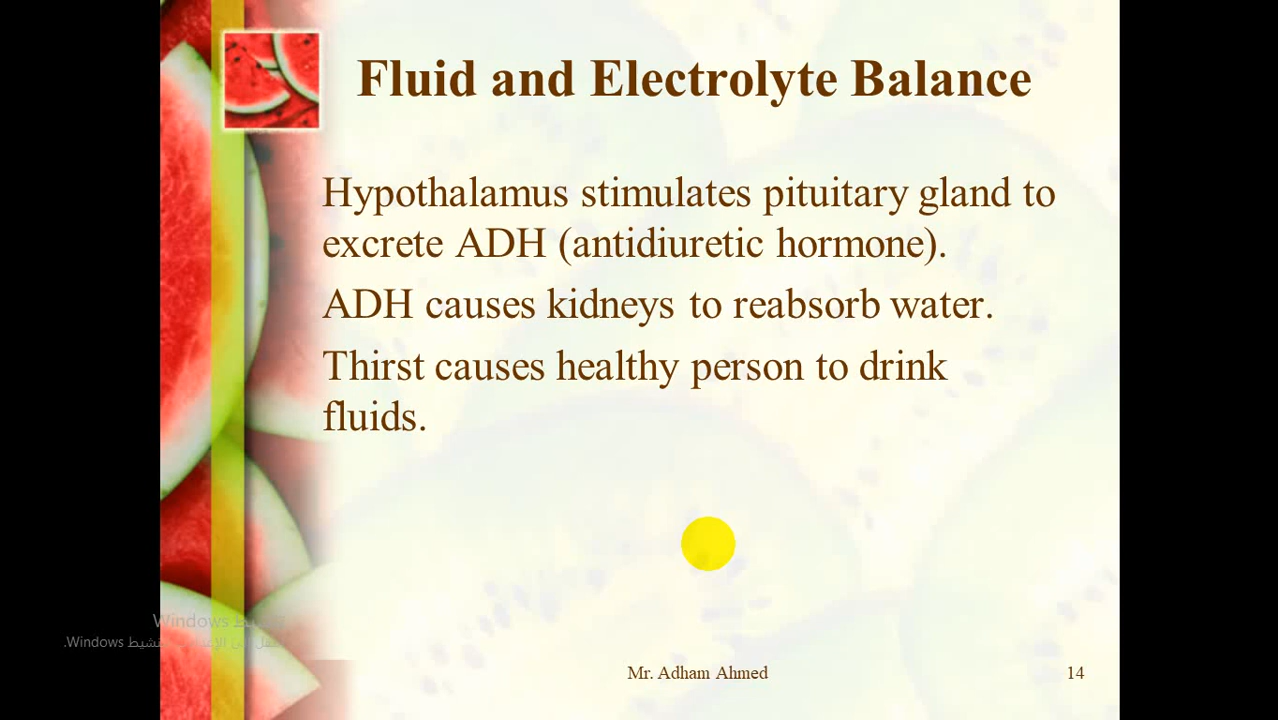 Fluid and Electrolyte Balance
Hypothalamus stimulates pituitary gland to
excrete ADH (antidiuretic hormone).
ADH causes kidneys to reabsorb water.
Thirst causes healthy person to drink
fluids.
Windows
Windows.
Mr. Adham Ahmed
14